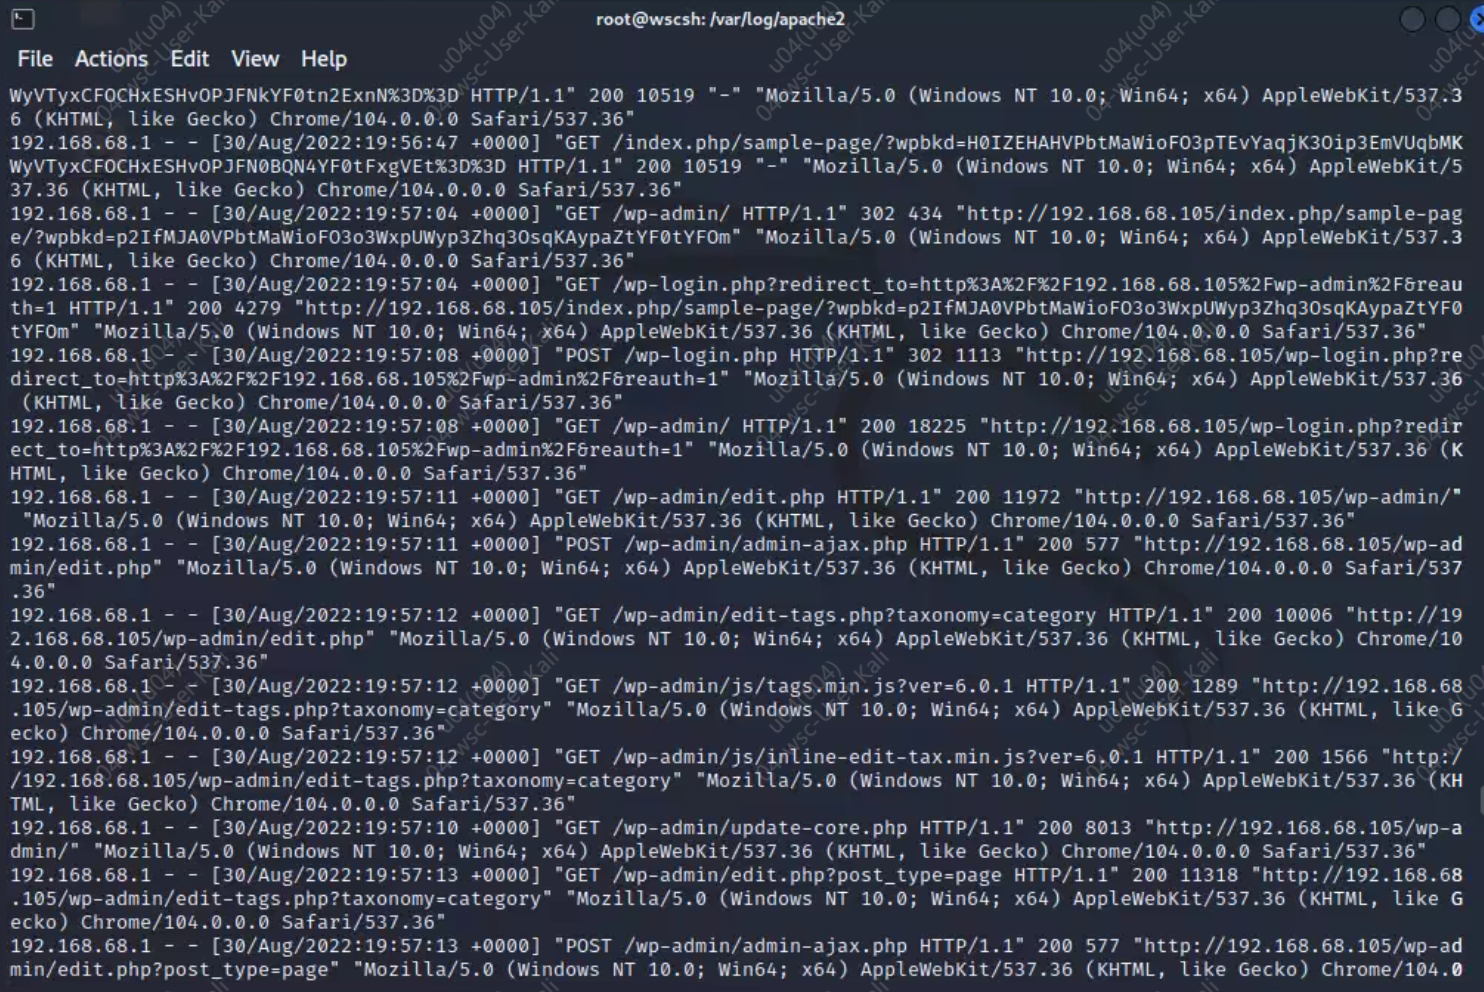 root@wscsh: /var/log/apache2
File Actions Edit View Help
WyVTyxCFOCHxESHvOPJFNkYF0tn2ExnN%3D%3D HTTP/1.1" 200 10519 "-" "Mozilla/5.0 (Windows NT 10.0; Win64; x64) AppleWebKit/537.3
6 (KHTML, like Gecko) Chrome/104.0.0.0 Safari/537.36"
192.168.68.1 - - [30/Aug/2022:19:56:47 +0000] "GET /index.php/sample-page/?wpbkd=H0IZEHAHVPbtMaWioFO3pTEvYaqjK3Oip3EmVUqbMK
WyVTyxCFOCHxESHvOPJFN0BQN4YF0tFxgVEt%3D%3D HTTP/1.1" 200 10519 "-" "Mozilla/5.0 (Windows NT 10.0; Win64; x64) AppleWebKit/5
37.36 (KHTML, like Gecko) Chrome/104.0.0.0 Safari/537.36"
192.168.68.1 - - [30/Aug/2022:19:57:04 +0000] "GET /wp-admin/ HTTP/1.1" 302 434 "http://192.168.68.105/index.php/sample-pag
e/?wpbkd=p2IfMJA0VPbtMaWioFO3o3WxpUWyp3Zhq3OsqKAypaZtYF0tYFOm" "Mozilla/5.0 (Windows NT 10.0; Win64; x64) AppleWebKit/537.3
6 (KHTML, like Gecko) Chrome/104.0.0.0 Safari/537.36"
192.168.68.1 - - [30/Aug/2022:19:57:04 +0000] "GET /wp-login.php?redirect_to=http%3A%2F%2F192.168.68.105%2Fwp-admin%2F&reau
th=1 HTTP/1.1" 200 4279 "http://192.168.68.105/index.php/sample-page/?wpbkd=p2IfMJA0VPbtMaWioFO3o3WxpUWyp3Zhq3OsqKAypaZtYF0
tYFOm" "Mozilla/5.0 (Windows NT 10.0; Win64; x64) AppleWebKit/537.36 (KHTML, like Gecko) Chrome/104.0.0.0 Safari/537.36"
192.168.68.1 - - [30/Aug/2022:19:57:08 +0000] "POST /wp-login.php HTTP/1.1" 302 1113 "http://192.168.68.105/wp-login.php?re
direct_to=http%3A%2F%2F192.168.68.105%2Fwp-admin%2F&reauth=1" "Mozilla/5.0 (Windows NT 10.0; Win64; x64) AppleWebKit/537.36
(KHTML, like Gecko) Chrome/104.0.0.0 Safari/537.36"
192.168.68.1 - - [30/Aug/2022:19:57:08 +0000] "GET /wp-admin/ HTTP/1.1" 200 18225 "http://192.168.68.105/wp-login.php?redir
ect_to=http%3A%2F%2F192.168.68.105%2Fwp-admin%2F&reauth=1" "Mozilla/5.0 (Windows NT 10.0; Win64; x64) AppleWebKit/537.36 (K
HTML, like Gecko) Chrome/104.0.0.0 Safari/537.36"
192.168.68.1 - - [30/Aug/2022:19:57:11 +0000] "GET /wp-admin/edit.php HTTP/1.1" 200 11972 "http://192.168.68.105/wp-admin/"
"Mozilla/5.0 (Windows NT 10.0; Win64; x64) AppleWebKit/537.36 (KHTML, like Gecko) Chrome/104.0.0.0 Safari/537.36"
192.168.68.1 - - [30/Aug/2022:19:57:11 +0000] "POST /wp-admin/admin-ajax.php HTTP/1.1" 200 577 "http://192.168.68.105/wp-ad
min/edit.php" "Mozilla/5.0 (Windows NT 10.0; Win64; x64) AppleWebKit/537.36 (KHTML, like Gecko) Chrome/104.0.0.0 Safari/537
.36"
192.168.68.1 - - [30/Aug/2022:19:57:12 +0000] "GET /wp-admin/edit-tags.php?taxonomy=category HTTP/1.1" 200 10006 "http://19
2.168.68.105/wp-admin/edit.php" "Mozilla/5.0 (Windows NT 10.0; Win64; x64) AppleWebKit/537.36 (KHTML, like Gecko) Chrome/10
4.0.0.0 Safari/537.36"
192.168.68.1 - - [30/Aug/2022:19:57:12 +0000] "GET /wp-admin/js/tags.min.js?ver=6.0.1 HTTP/1.1" 200 1289 "http://192.168.68
.105/wp-admin/edit-tags.php?taxonomy=category" "Mozilla/5.0 (Windows NT 10.0; Win64; x64) AppleWebKit/537.36 (KHTML, like G
ecko) Chrome/104.0.0.0 Safari/537.36"
192.168.68.1 - - [30/Aug/2022:19:57:12 +0000] "GET /wp-admin/js/inline-edit-tax.min.js?ver=6.0.1 HTTP/1.1" 200 1566 "http:/
/192.168.68.105/wp-admin/edit-tags.php?taxonomy=category" "Mozilla/5.0 (Windows NT 10.0; Win64; x64) AppleWebKit/537.36 (KH
TML, like Gecko) Chrome/104.0.0.0 Safari/537.36"
192.168.68.1 - - [30/Aug/2022:19:57:10 +0000] "GET /wp-admin/update-core.php HTTP/1.1" 200 8013 "http://192.168.68.105/wp-a
dmin/" "Mozilla/5.0 (Windows NT 10.0; Win64; x64) AppleWebKit/537.36 (KHTML, like Gecko) Chrome/104.0.0.0 Safari/537.36"
192.168.68.1 - - [30/Aug/2022:19:57:13 +0000] "GET /wp-admin/edit.php?post_type=page HTTP/1.1" 200 11318 "http://192.168.68
.105/wp-admin/edit-tags.php?taxonomy=category" "Mozilla/5.0 (Windows NT 10.0; Win64; x64) AppleWebKit/537.36 (KHTML, like G
ecko) Chrome/104.0.0.0 Safari/537.36"
192.168.68.1 - - [30/Aug/2022:19:57:13 +0000] "POST /wp-admin/admin-ajax.php HTTP/1.1" 200 577 "http://192.168.68.105/wp-ad
min/edit.php?post_type=page" "Mozilla/5.0 (Windows NT 10.0; Win64; x64) AppleWebKit/537.36 (KHTML, like Gecko) Chrome/104.0
u04(u04)
04-wsc-User-Kali